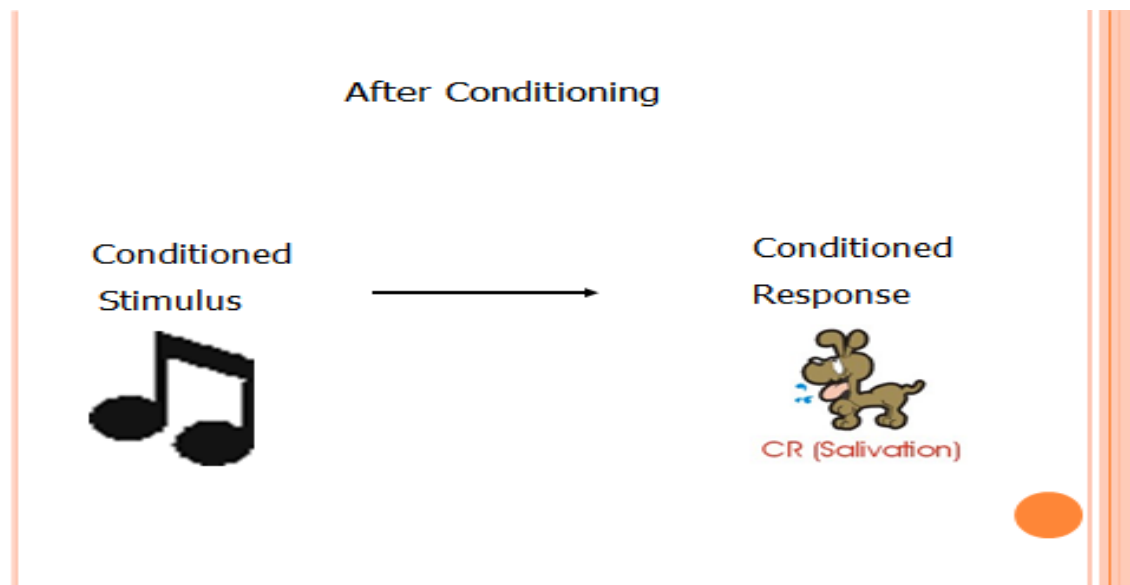 After Conditioning
Conditioned
Stimulus
Conditioned
Response
CR (Salivation)